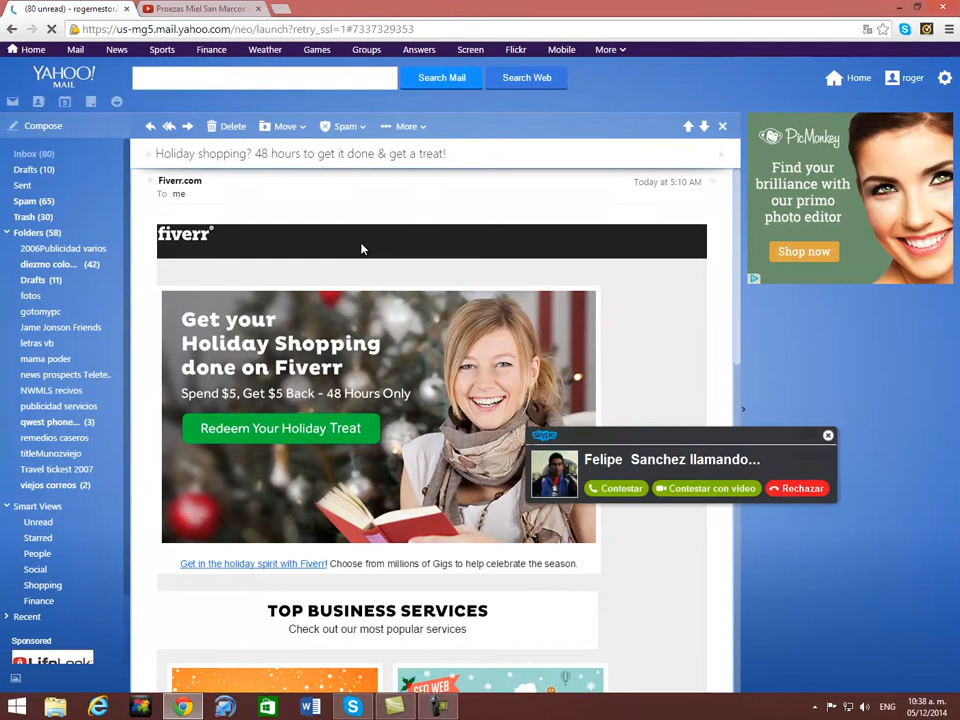 (80 unread) - rogernestor2
Proezas Miel San Marcos
https://us-mg5.mail.yahoo.com/neo/launch?retry_ssl=1#7337329353
Home Mail News Sports Finance Weather Games Groups Answers Screen Flickr Mobile More
YAHOO!
MAIL
Search Mail
Search Web
Home
roger
Compose
Delete Move Spam More
Inbox (80)
Drafts (10)
Sent
Spam (65)
Trash (30)
Folders (58)
2006Publicidad varios
diezmo colo... (42)
Drafts (11)
fotos
gotomypc
Jame Jonson Friends
letras vb
mama poder
news prospects Telete..
NWMLS recivos
publicidad servicios
qwest phone... (3)
remedios caseros
titleMunozviejo
Travel tickest 2007
viejos correos (2)
Smart Views
Unread
Starred
People
Social
Shopping
Finance
Recent
Sponsored
LifeLock
Holiday shopping? 48 hours to get it done & get a treat!
Fiverr.com
Today at 5:10 AM
To me
fiverr®
Get your
Holiday Shopping
done on Fiverr
Spend $5, Get $5 Back - 48 Hours Only
Redeem Your Holiday Treat
Get in the holiday spirit with Fiverr! Choose from millions of Gigs to help celebrate the season.
TOP BUSINESS SERVICES
Check out our most popular services
SEO WEB
PicMonkey
Find your
brilliance with
our primo
photo editor
Shop now
skype
Felipe Sanchez llamando...
Contestar
Contestar con video
Rechazar
ENG
10:38 a. m.
05/12/2014